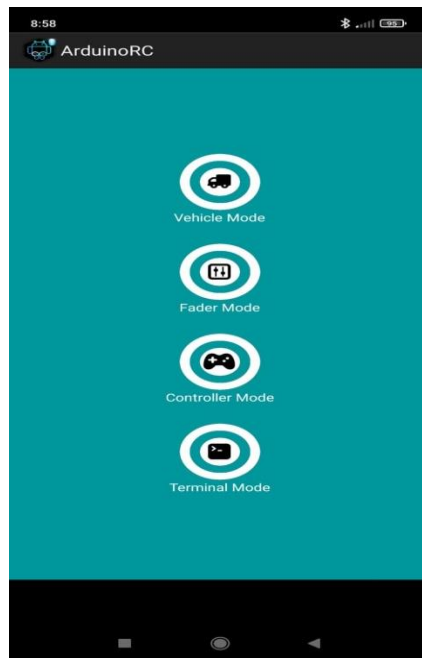 8:58
95
ArduinoRC
Vehicle Mode
Fader Mode
Controller Mode
>-
Terminal Mode